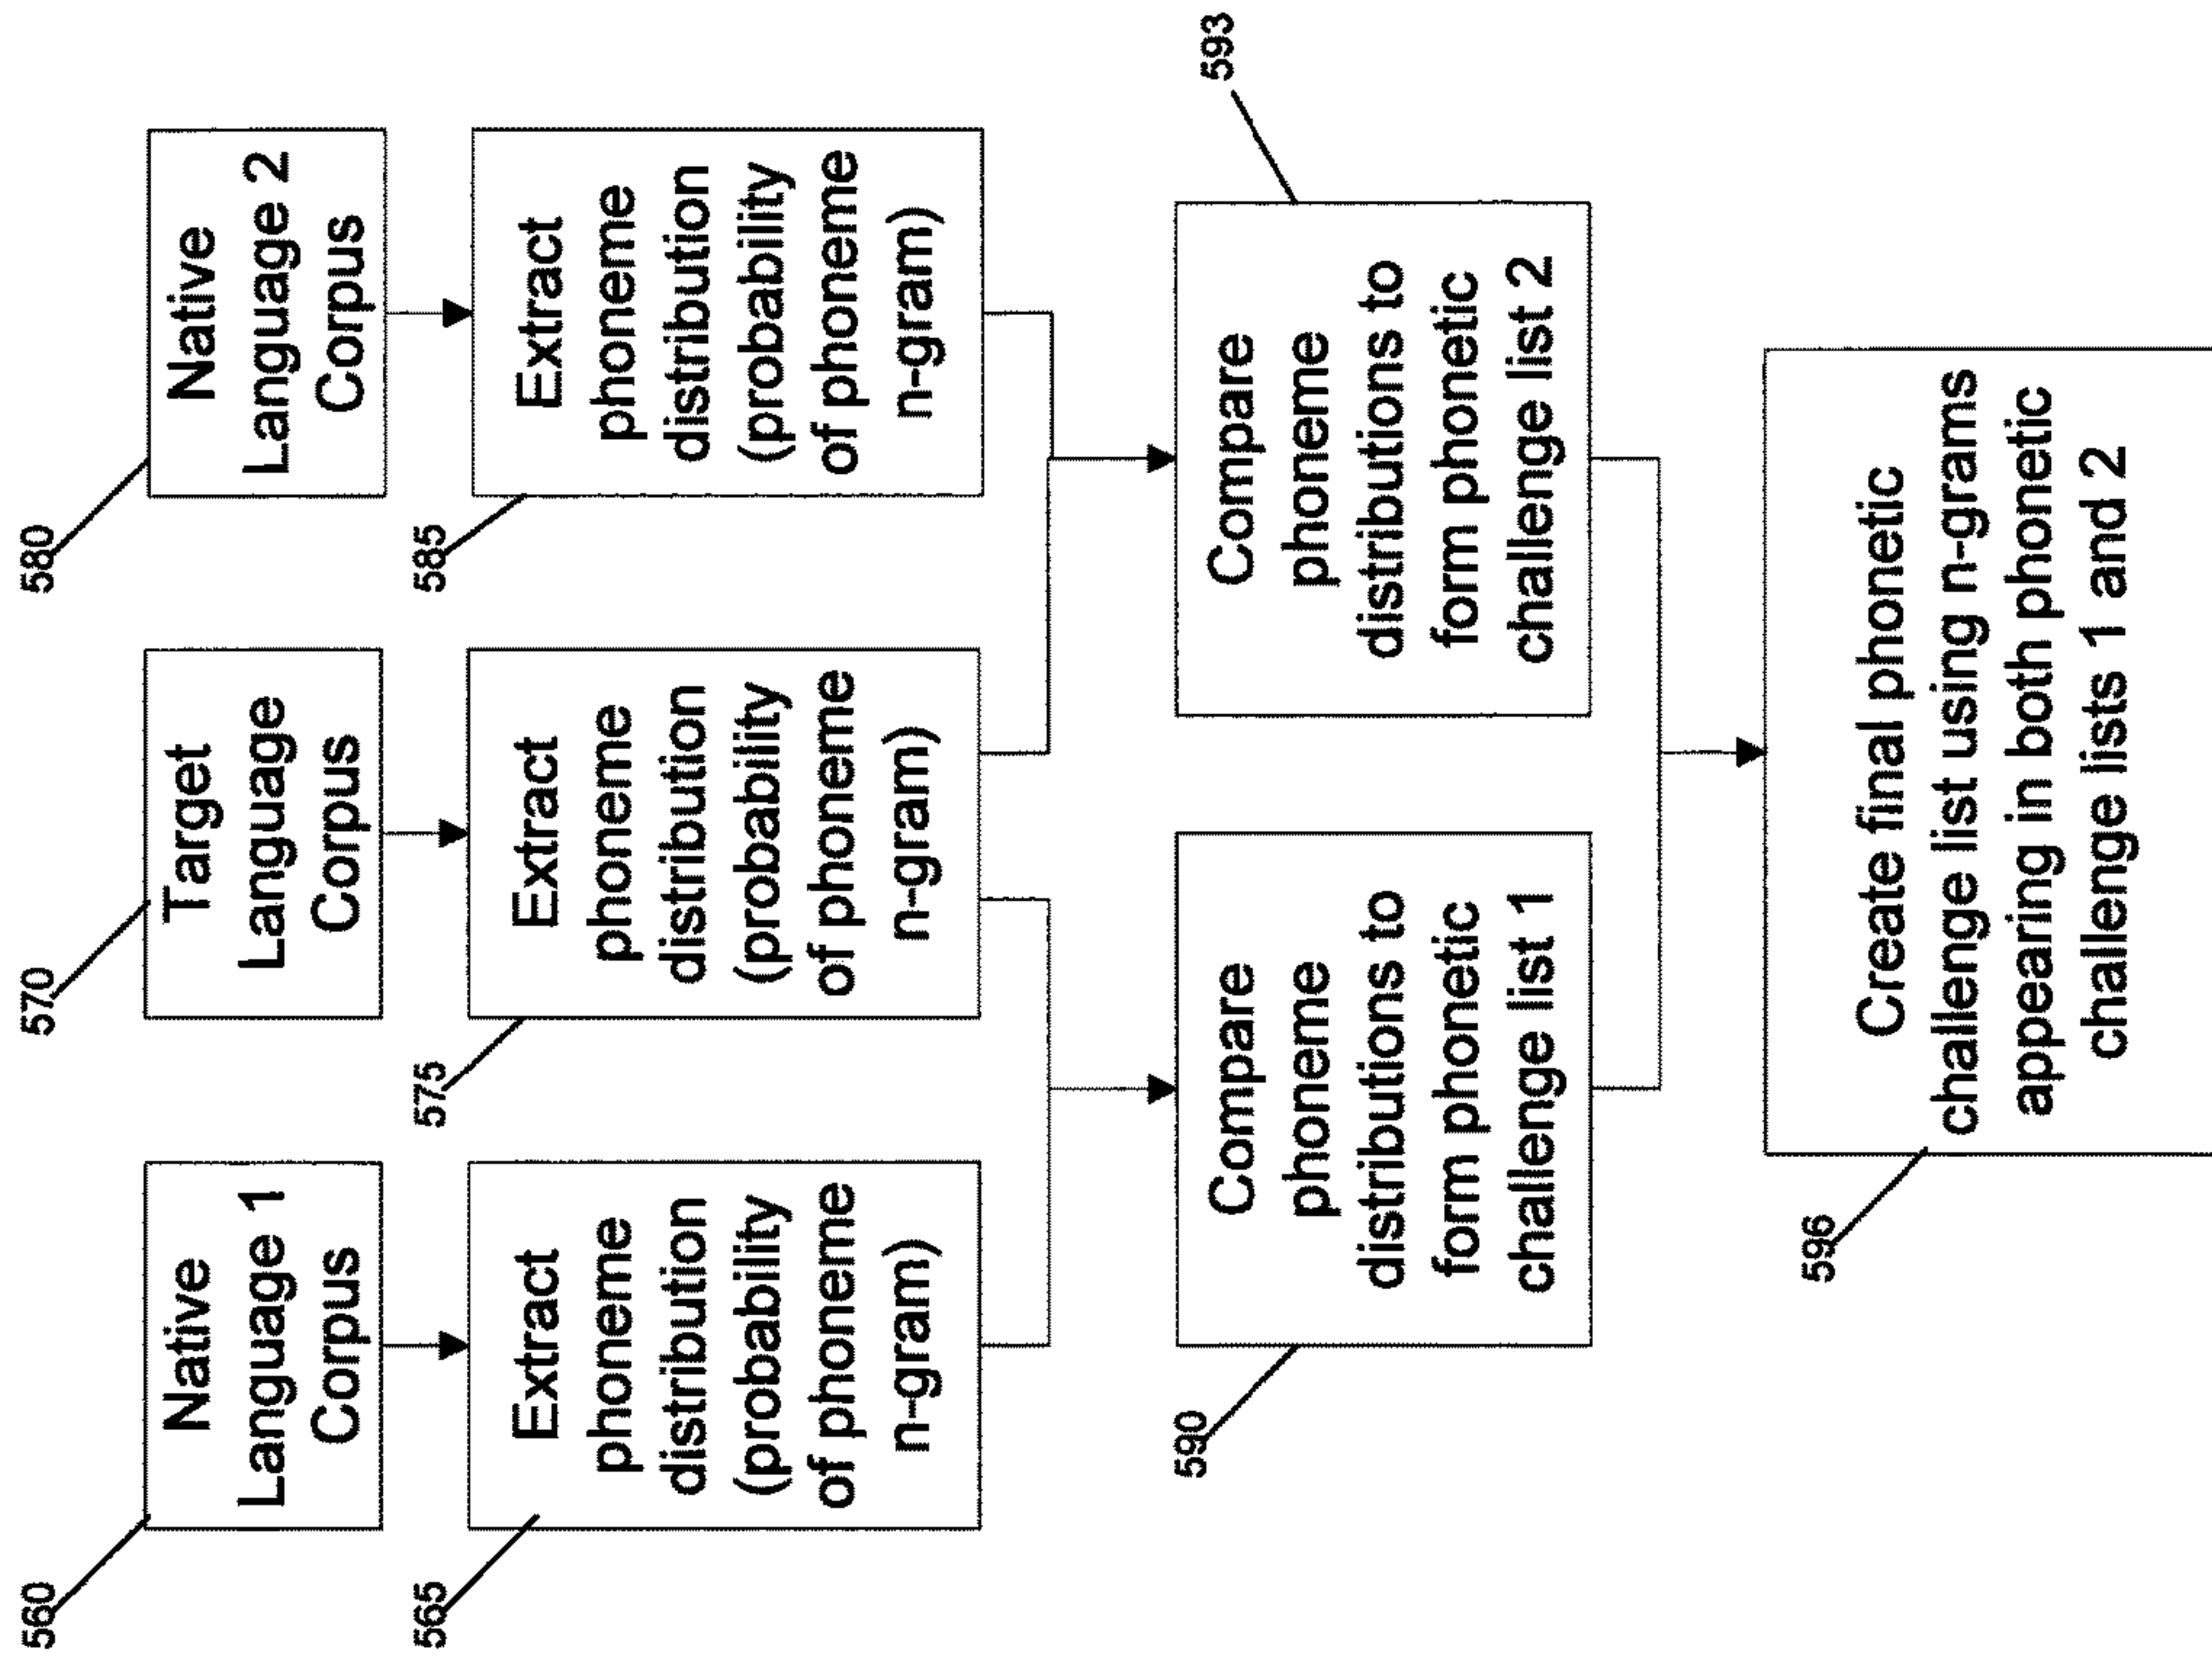 560
Native
Language 1
Corpus
570
Target
Language
Corpus
580
Native
Language 2
Corpus
565
Extract
phoneme
distribution
(probability
of phoneme
n-gram)
575
Extract
phoneme
distribution
(probability
of phoneme
n-gram)
585
Extract
phoneme
distribution
(probability
of phoneme
n-gram)
590
Compare
phoneme
distributions to
form phonetic
challenge list 1
593
Compare
phoneme
distributions to
form phonetic
challenge list 2
596
Create final phonetic
challenge list using n-grams
appearing in both phonetic
challenge lists 1 and 2